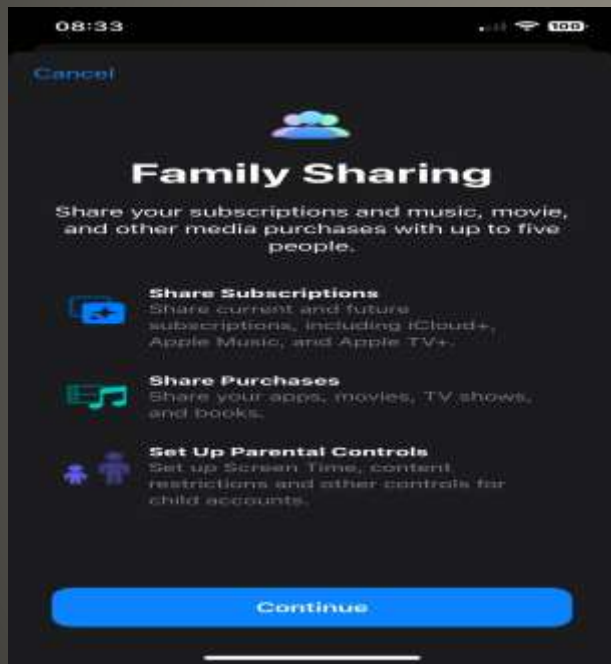 08:33
100
Cancel
Family Sharing
Share your subscriptions and music, movie,
and other media purchases with up to five
people.
Share Subscriptions
Share current and future
subscriptions, including iCloud+,
Apple Music, and Apple TV+.
Share Purchases
Share your apps, movies, TV shows,
and books.
Set Up Parental Controls
Set up Screen Time, content
restrictions and other controls for
child accounts.
Continue